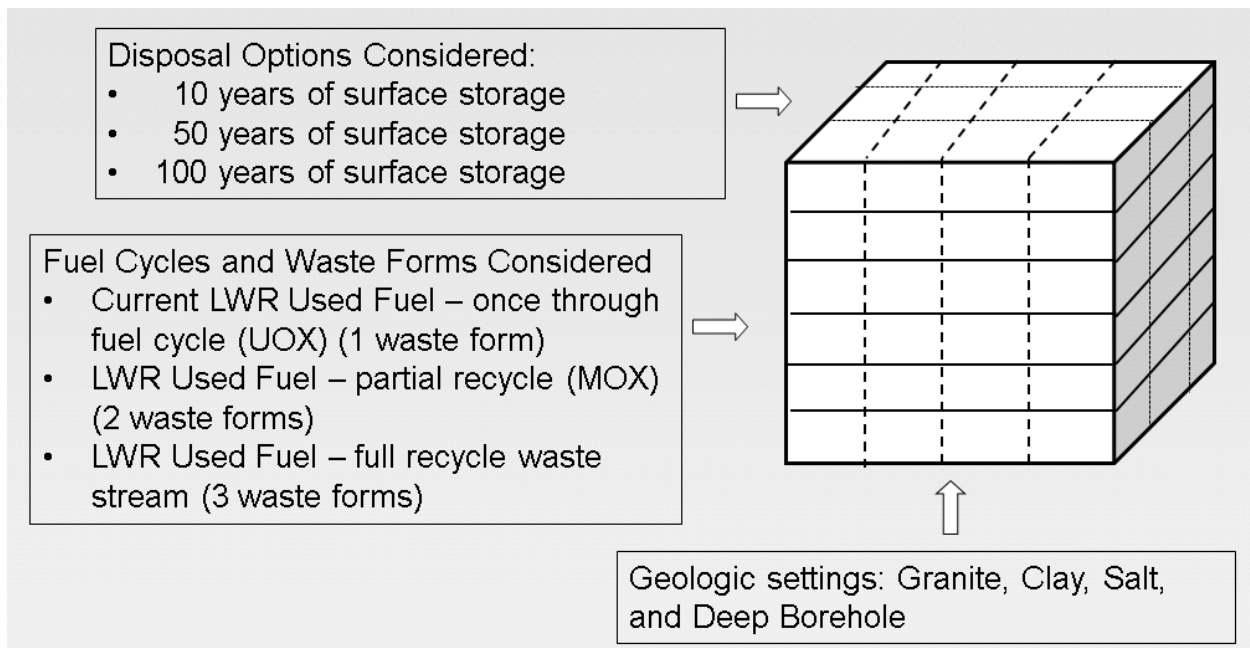 Disposal Options Considered:
• 10 years of surface storage
• 50 years of surface storage
• 100 years of surface storage
Fuel Cycles and Waste Forms Considered
• Current LWR Used Fuel – once through
fuel cycle (UOX) (1 waste form)
• LWR Used Fuel – partial recycle (MOX)
(2 waste forms)
• LWR Used Fuel – full recycle waste
stream (3 waste forms)
Geologic settings: Granite, Clay, Salt,
and Deep Borehole